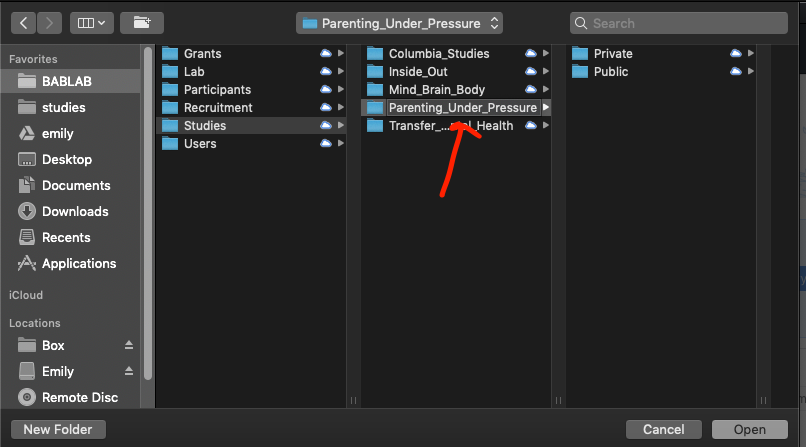 Parenting_Under_Pressure
Search
Favorites
BABLAB
studies
emily
Desktop
Documents
Downloads
Recents
Applications
iCloud
Locations
Box
Emily
Remote Disc
Grants
Lab
Participants
Recruitment
Studies
Users
Columbia_Studies
Inside_Out
Mind_Brain_Body
Parenting_Under_Pressure
Transfer_...al_Health
Private
Public
New Folder
Cancel
Open